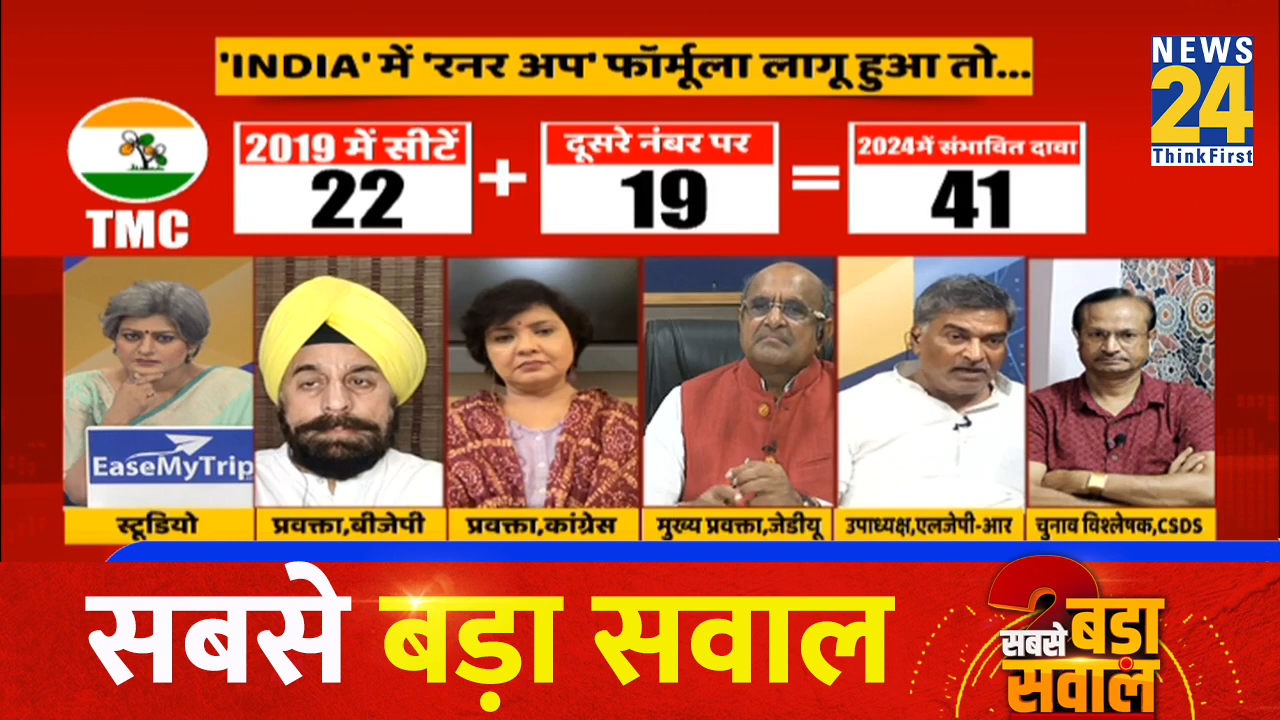 'INDIA' में 'रनर अप' फॉर्मूला लागू हुआ तो...
NEWS
24
ThinkFirst
TMC
2019 में सीटें
22
+
दूसरे नंबर पर
19
=
2024में संभावित दावा
41
EaseMyTrip
स्टूडियो
प्रवक्ता,बीजेपी
प्रवक्ता,कांग्रेस
मुख्य प्रवक्ता,जेडीयू
उपाध्यक्ष,एलजेपी-आर
चुनाव विश्लेषक,CSDS
सबसे बड़ा सवाल
सबसे बडा
सवाल